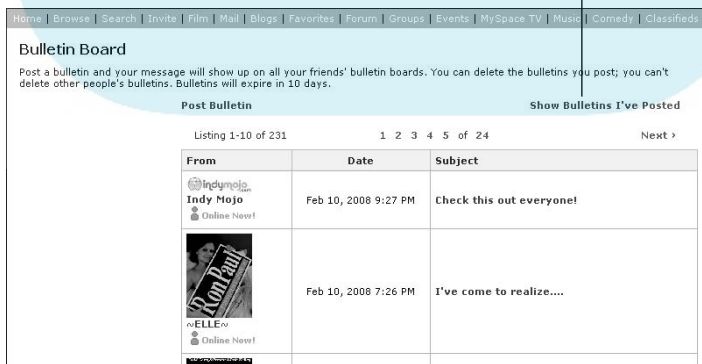 Home | Browse | Search | Invite | Film | Mail | Blogs | Favorites | Forum | Groups | Events | MySpace TV | Music | Comedy | Classifieds
Bulletin Board
Post a bulletin and your message will show up on all your friends' bulletin boards. You can delete the bulletins you post; you can't
delete other people's bulletins. Bulletins will expire in 10 days.
Post Bulletin Show Bulletins I've Posted
Listing 1-10 of 231 1 2 3 4 5 of 24 Next ›
From Date Subject
indymojo.com
Indy Mojo Feb 10, 2008 9:27 PM Check this out everyone!
Online Now!
Ron Paul
Feb 10, 2008 7:26 PM I've come to realize....
~ELLE~
Online Now!